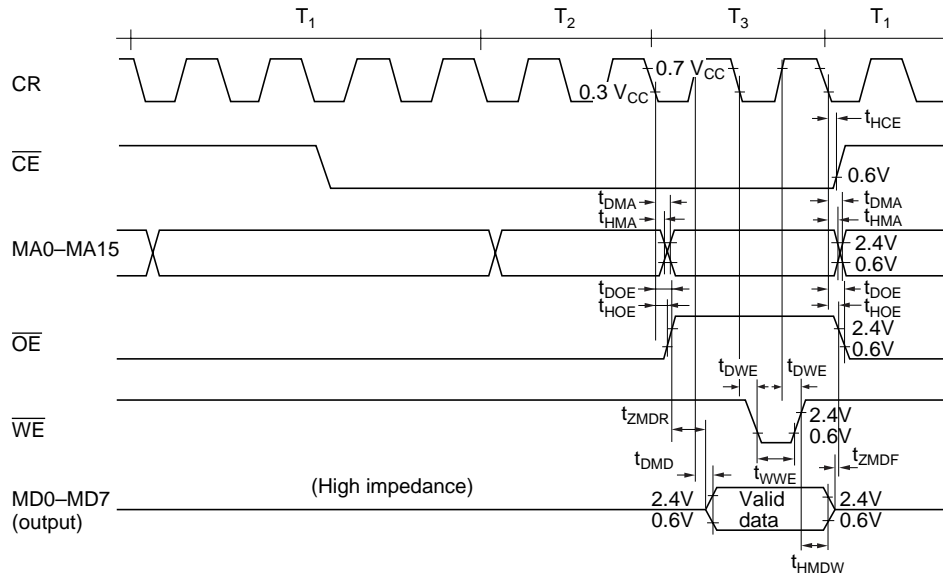 T1 T2 T3 T1
CR 0.3 VCC 0.7 VCC
tHCE
CE 0.6V
tDMA tDMA
tHMA tHMA
MA0–MA15 2.4V
0.6V
tDOE tDOE
tHOE tHOE
OE 2.4V
0.6V
tDWE tDWE
WE tZMDR 2.4V
0.6V
tDMD tWWE tZMDF
MD0–MD7 (High impedance) 2.4V Valid 2.4V
(output) 0.6V data 0.6V
tHMDW